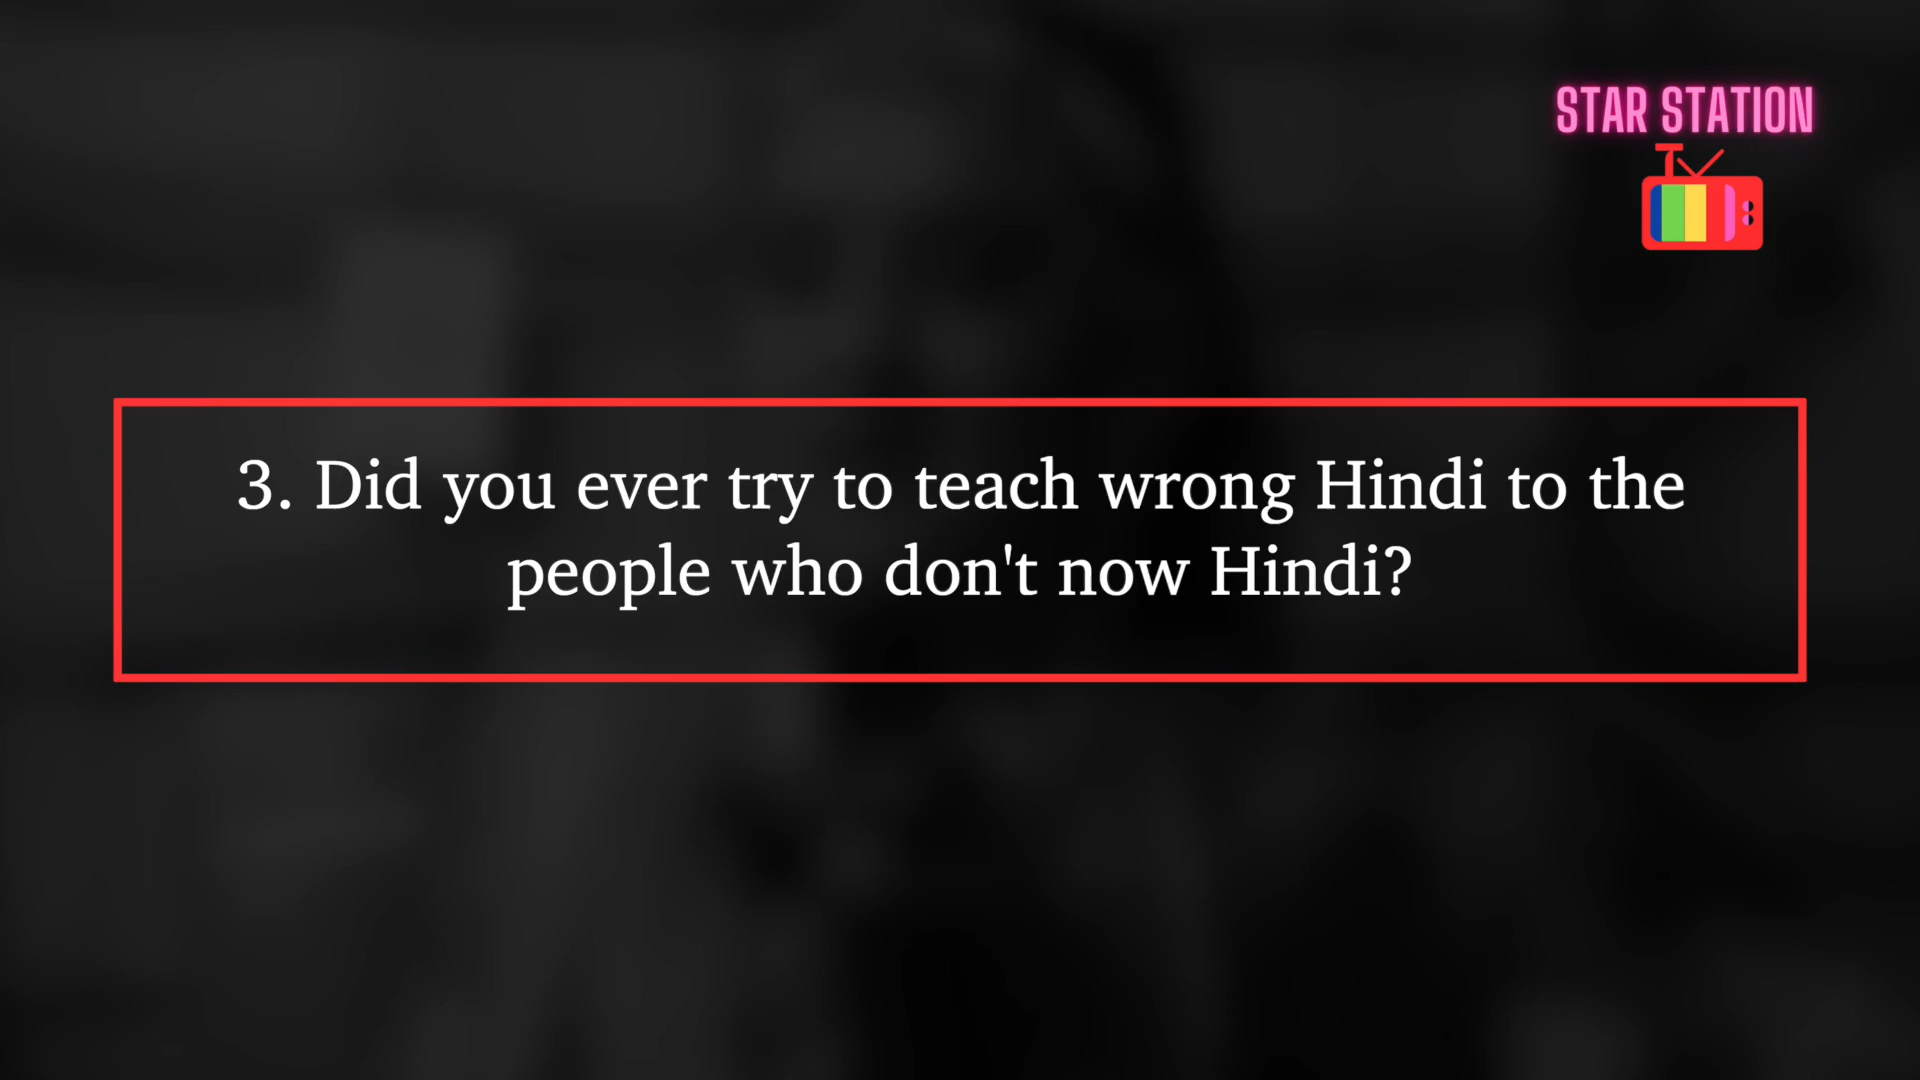 STAR STATION
3. Did you ever try to teach wrong Hindi to the
people who don't now Hindi?